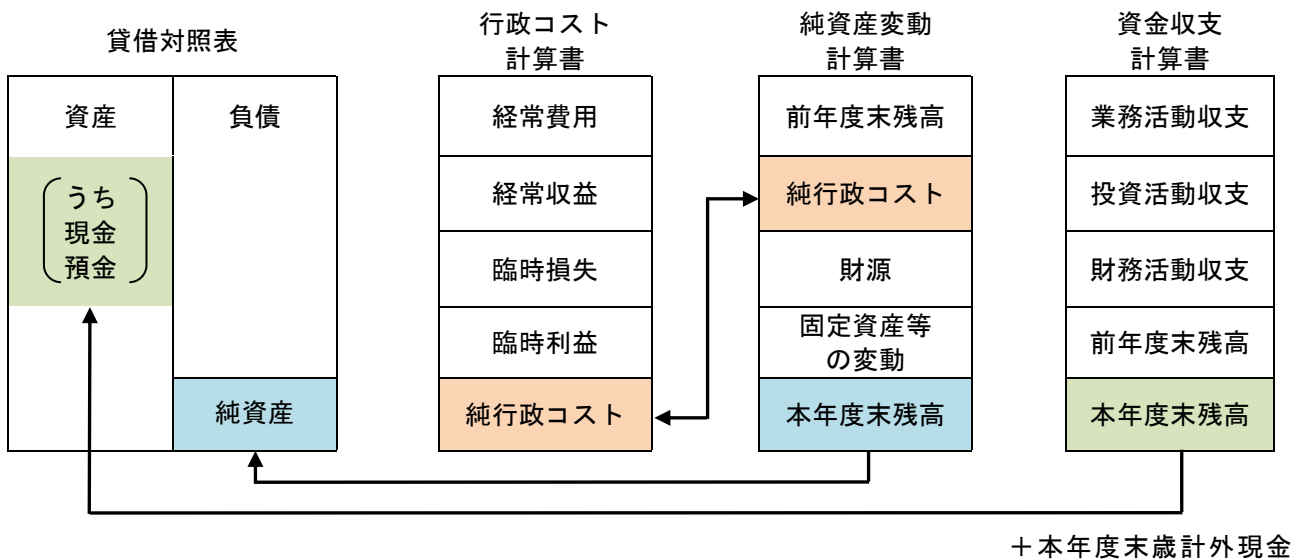 貸借対照表
資産
負債
うち
現金
預金
純資産
行政コスト
計算書
経常費用
経常収益
臨時損失
臨時利益
純行政コスト
純資産変動
計算書
前年度末残高
純行政コスト
財源
固定資産等
の変動
本年度末残高
資金収支
計算書
業務活動収支
投資活動収支
財務活動収支
前年度末残高
本年度末残高
＋本年度末歳計外現金